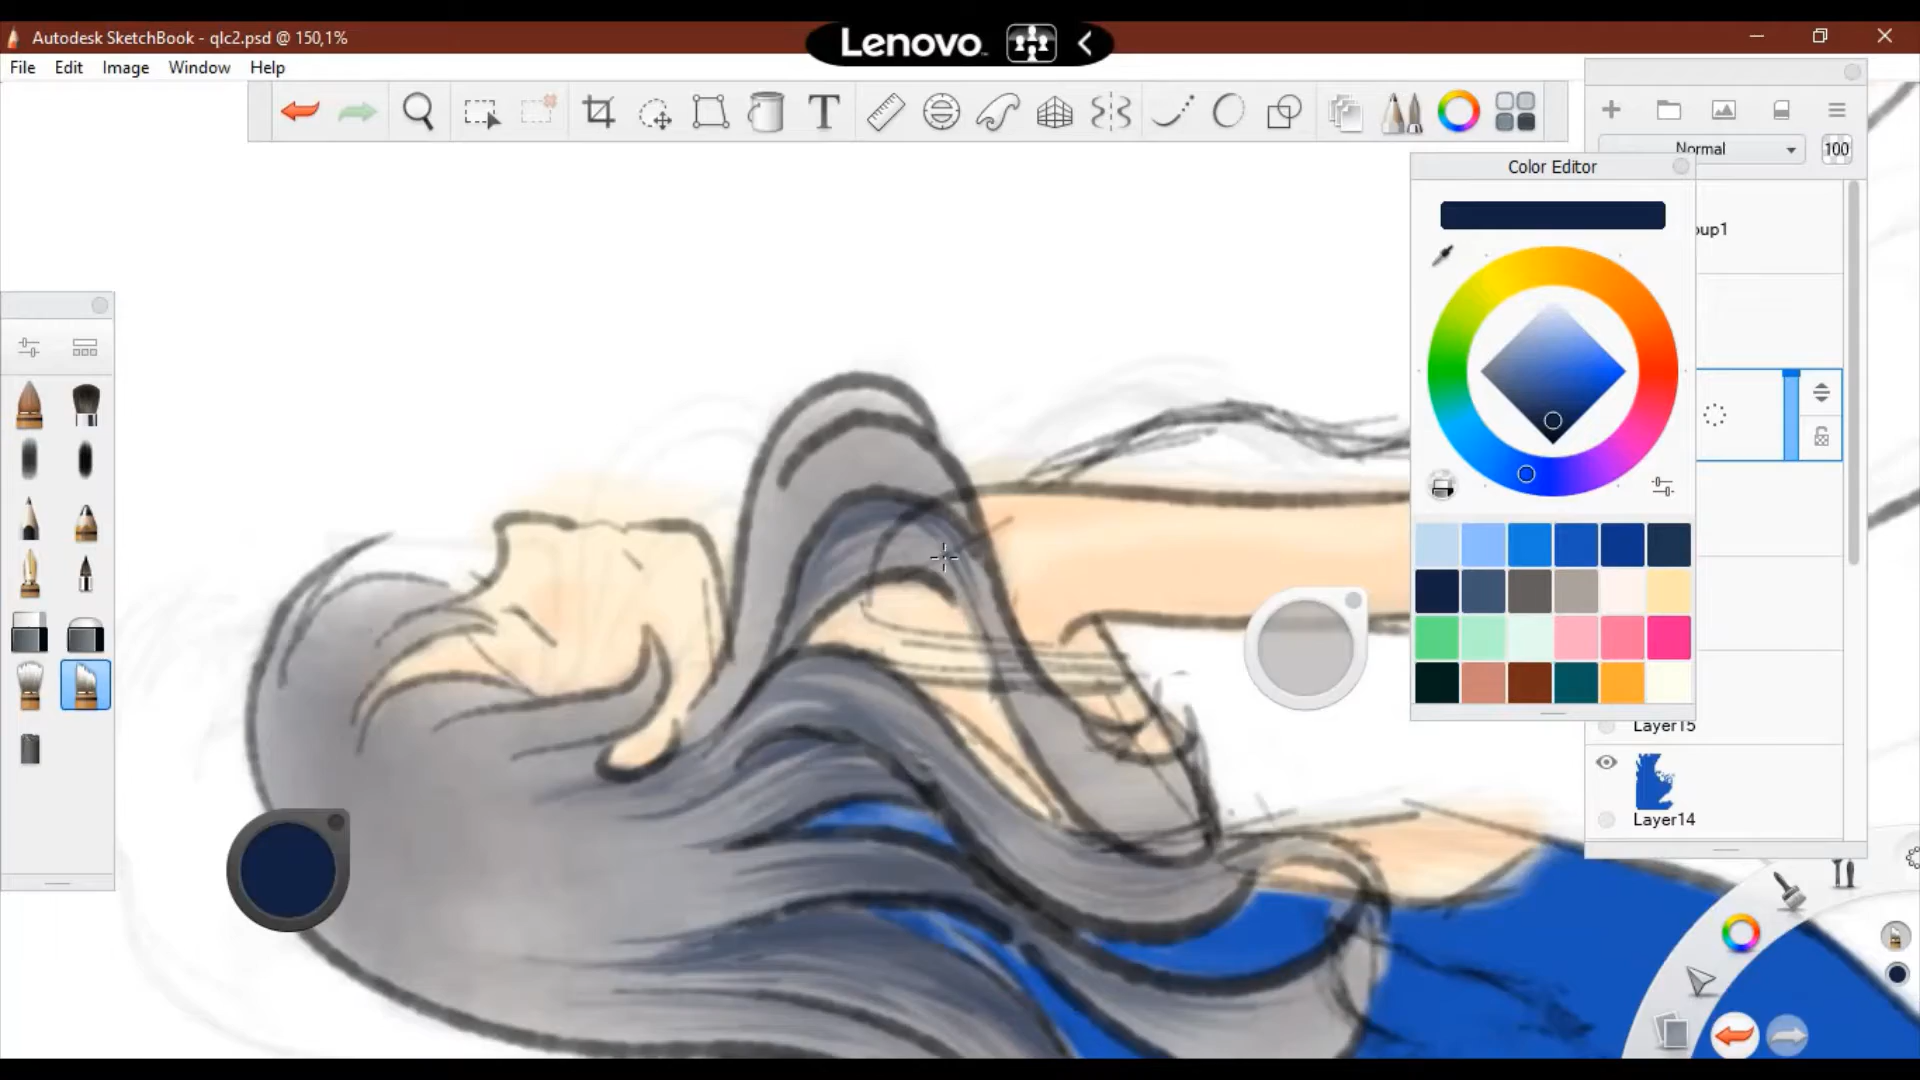 Autodesk SketchBook - qlc2.psd @ 150,1%
Lenovo
File Edit Image Window Help
T
Normal
100
Color Editor
oup1
Layer15
Layer14